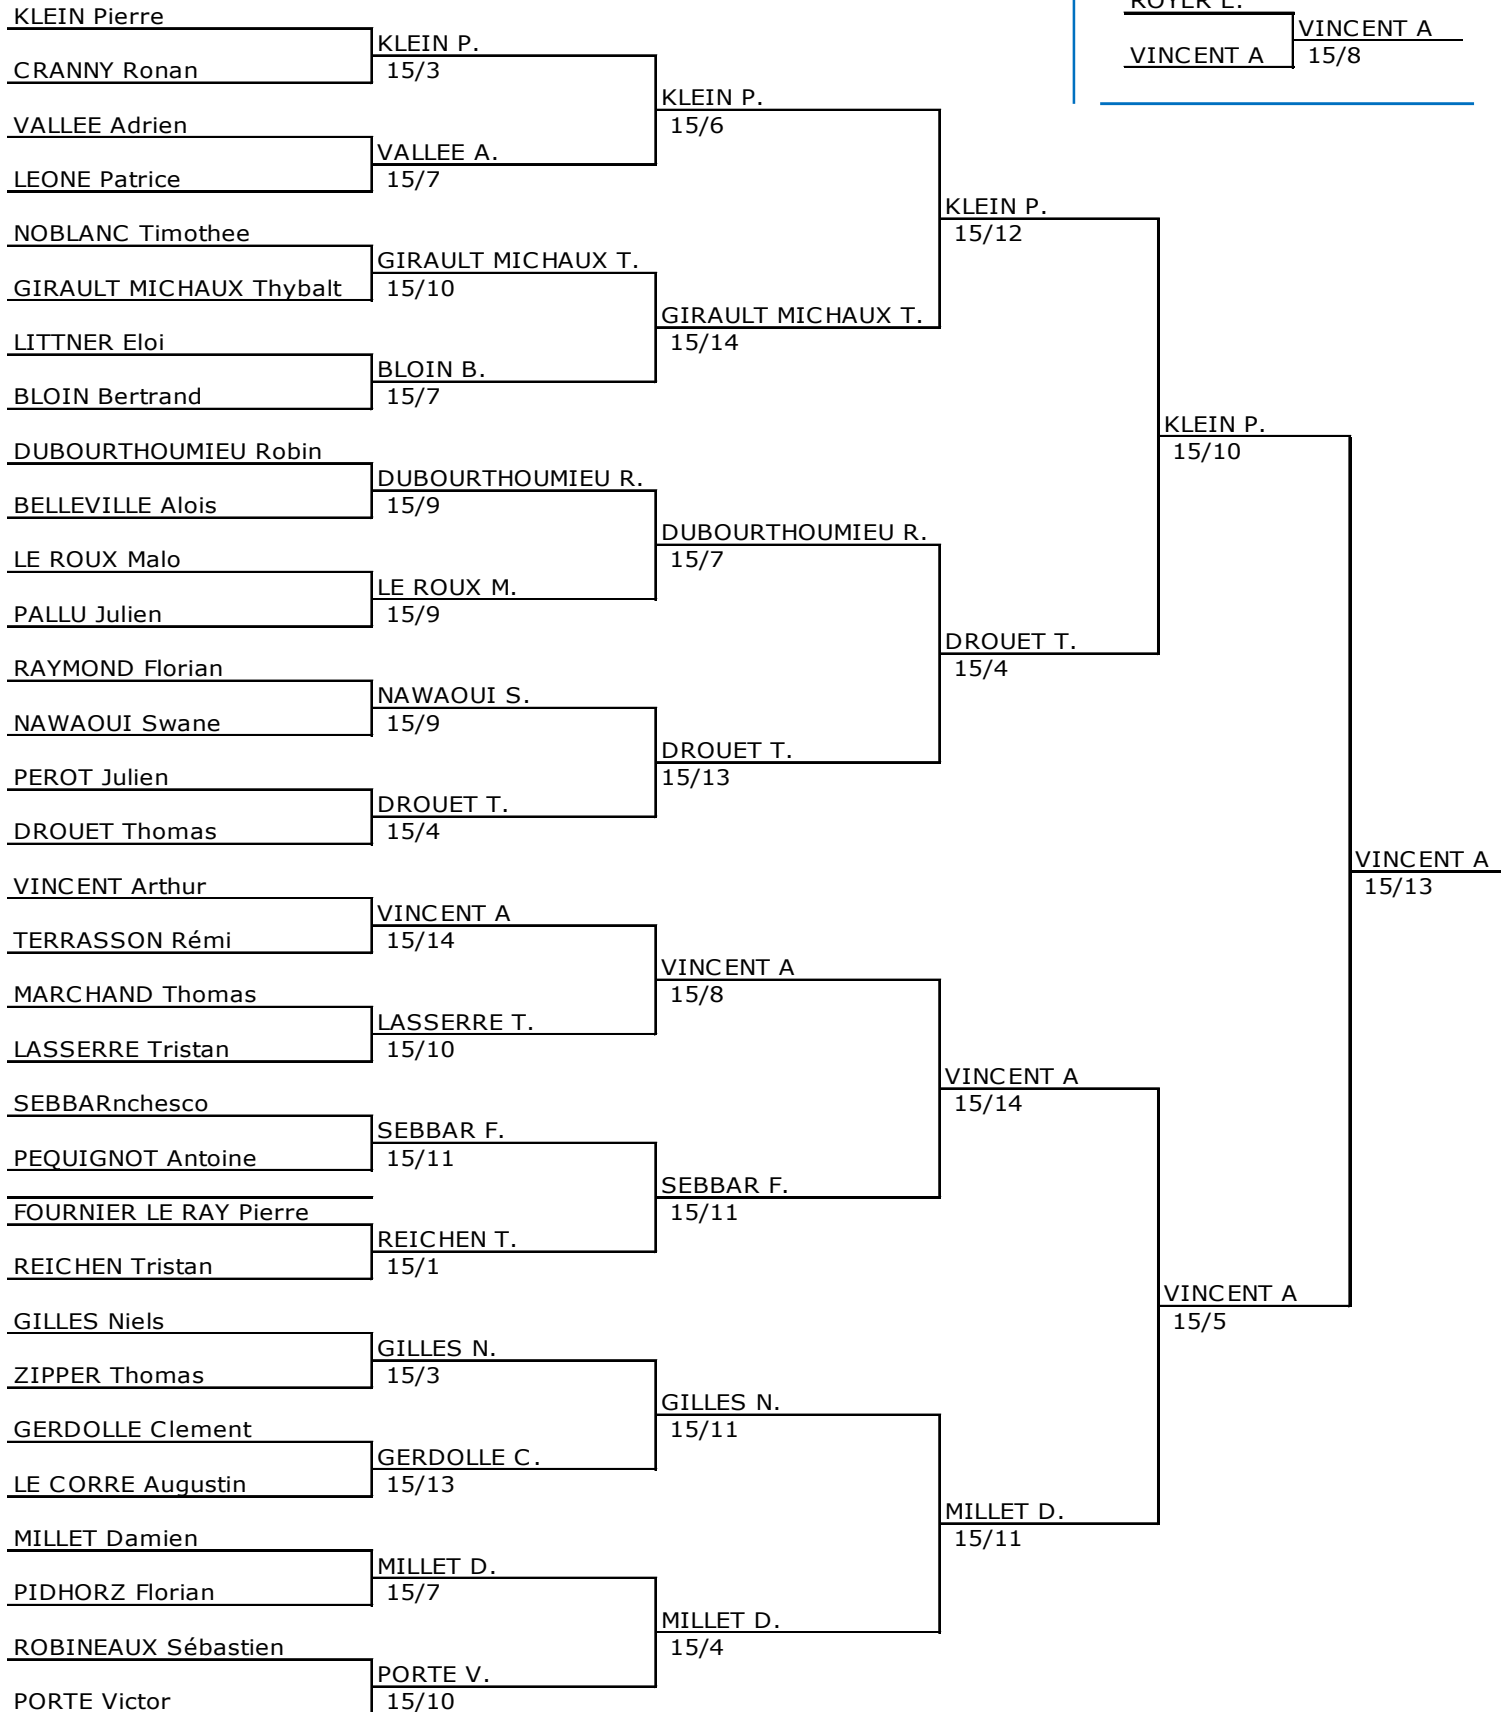 ROYER E.
VINCENT A
VINCENT A
15/8
KLEIN Pierre
CRANNY Ronan
VALLEE Adrien
LEONE Patrice
NOBLANC Timothee
GIRAULT MICHAUX Thybalt
LITTNER Eloi
BLOIN Bertrand
DUBOURTHOUMIEU Robin
BELLEVILLE Alois
LE ROUX Malo
PALLU Julien
RAYMOND Florian
NAWAOUI Swane
PEROT Julien
DROUET Thomas
VINCENT Arthur
TERRASSON Rémi
MARCHAND Thomas
LASSERRE Tristan
SEBBARnchesco
PEQUIGNOT Antoine
FOURNIER LE RAY Pierre
REICHEN Tristan
GILLES Niels
ZIPPER Thomas
GERDOLLE Clement
LE CORRE Augustin
MILLET Damien
PIDHORZ Florian
ROBINEAUX Sébastien
PORTE Victor
KLEIN P.
15/3
VALLEE A.
15/7
GIRAULT MICHAUX T.
15/10
BLOIN B.
15/7
DUBOURTHOUMIEU R.
15/9
LE ROUX M.
15/9
NAWAOUI S.
15/9
DROUET T.
15/4
VINCENT A
15/14
LASSERRE T.
15/10
SEBBAR F.
15/11
REICHEN T.
15/1
GILLES N.
15/3
GERDOLLE C.
15/13
MILLET D.
15/7
PORTE V.
15/10
KLEIN P.
15/6
GIRAULT MICHAUX T.
15/14
DUBOURTHOUMIEU R.
15/7
DROUET T.
15/13
VINCENT A
15/8
SEBBAR F.
15/11
GILLES N.
15/11
MILLET D.
15/4
KLEIN P.
15/12
DROUET T.
15/4
VINCENT A
15/14
MILLET D.
15/11
KLEIN P.
15/10
VINCENT A
15/5
VINCENT A
15/13